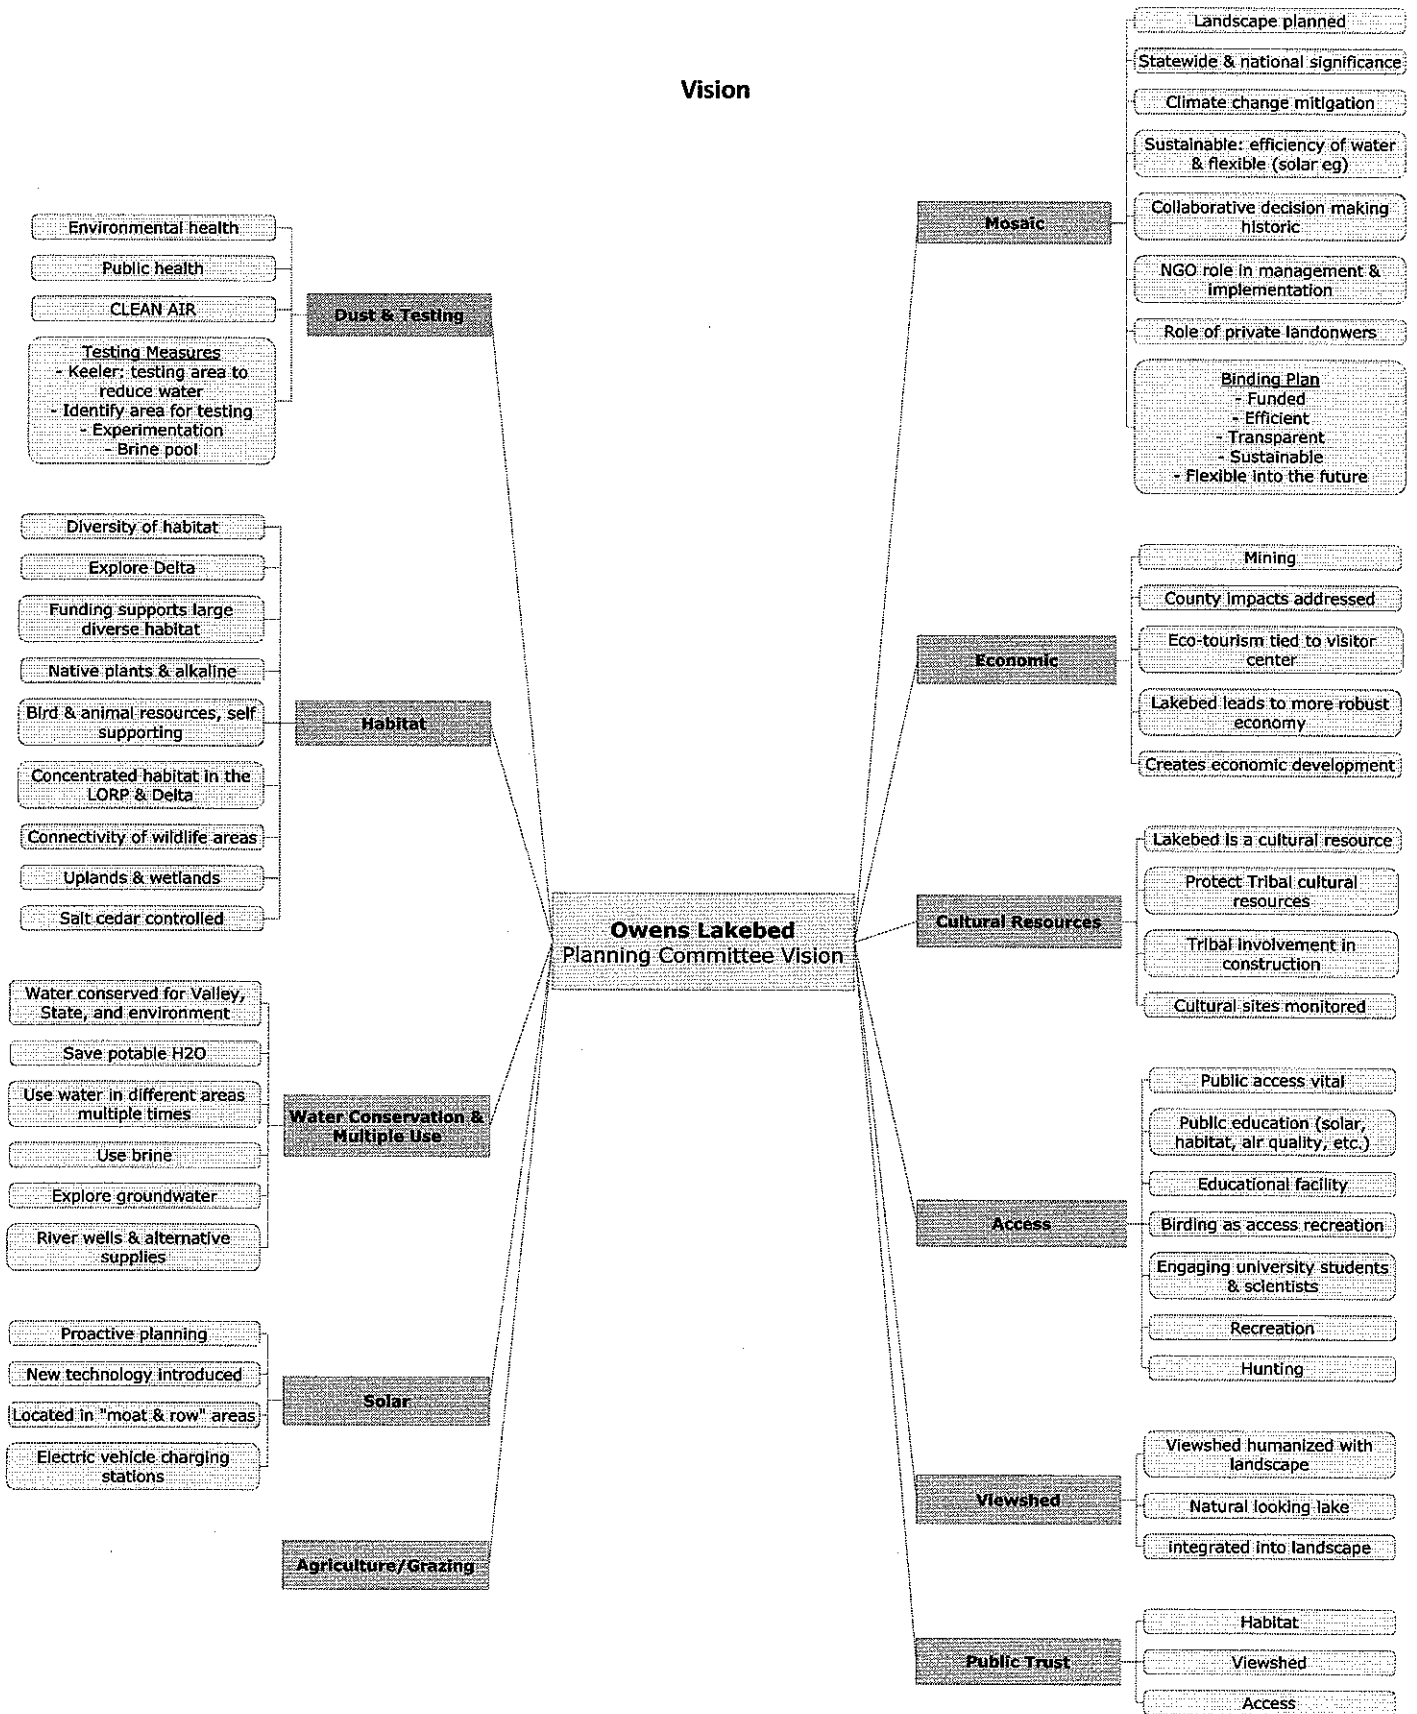 Vision
Environmental health
Public health
CLEAN AIR
Testing Measures
- Keeler: testing area to
reduce water
- Identify area for testing
- Experimentation
- Brine pool
Dust & Testing
Diversity of habitat
Explore Delta
Funding supports large
diverse habitat
Native plants & alkaline
Bird & animal resources, self
supporting
Concentrated habitat in the
LORP & Delta
Connectivity of wildlife areas
Uplands & wetlands
Salt cedar controlled
Habitat
Water conserved for Valley,
State, and environment
Save potable H2O
Use water in different areas
multiple times
Use brine
Explore groundwater
River wells & alternative
supplies
Water Conservation &
Multiple Use
Proactive planning
New technology introduced
Located in "moat & row" areas
Electric vehicle charging
stations
Solar
Agriculture/Grazing
Owens Lakebed
Planning Committee Vision
Mosaic
Landscape planned
Statewide & national significance
Climate change mitigation
Sustainable: efficiency of water
& flexible (solar eg)
Collaborative decision making
historic
NGO role in management &
implementation
Role of private landonwers
Binding Plan
- Funded
- Efficient
- Transparent
- Sustainable
- Flexible into the future
Economic
Mining
County impacts addressed
Eco-tourism tied to visitor
center
Lakebed leads to more robust
economy
Creates economic development
Cultural Resources
Lakebed is a cultural resource
Protect Tribal cultural
resources
Tribal involvement in
construction
Cultural sites monitored
Access
Public access vital
Public education (solar,
habitat, air quality, etc.)
Educational facility
Birding as access recreation
Engaging university students
& scientists
Recreation
Hunting
Viewshed
Viewshed humanized with
landscape
Natural looking lake
integrated into landscape
Public Trust
Habitat
Viewshed
Access